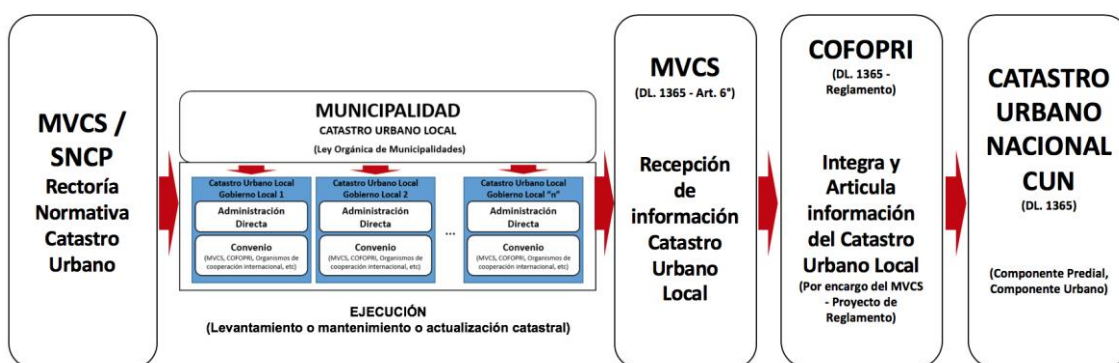 MVCS /
SNCP
Rectoría
Normativa
Catastro
Urbano
MUNICIPALIDAD
CATASTRO URBANO LOCAL
(Ley Orgánica de Municipalidades)
Catastro Urbano Local
Gobierno Local 1
Administración
Directa
Convenio
(MVCS, COFOPRI, Organismos de
cooperación internacional, etc)
Catastro Urbano Local
Gobierno Local 2
Administración
Directa
Convenio
(MVCS, COFOPRI, Organismos de
cooperación internacional, etc)
...
Catastro Urbano Local
Gobierno Local "n"
Administración
Directa
Convenio
(MVCS, COFOPRI, Organismos de
cooperación internacional, etc)
EJECUCIÓN
(Levantamiento o mantenimiento o actualización catastral)
MVCS
(DL. 1365 - Art. 6°)
Recepción
de
información
Catastro
Urbano
Local
COFOPRI
(DL. 1365 -
Reglamento)
Integra y
Articula
información
del Catastro
Urbano Local
(Por encargo del MVCS
- Proyecto de
Reglamento)
CATASTRO
URBANO
NACIONAL
CUN
(DL. 1365)
(Componente Predial,
Componente Urbano)